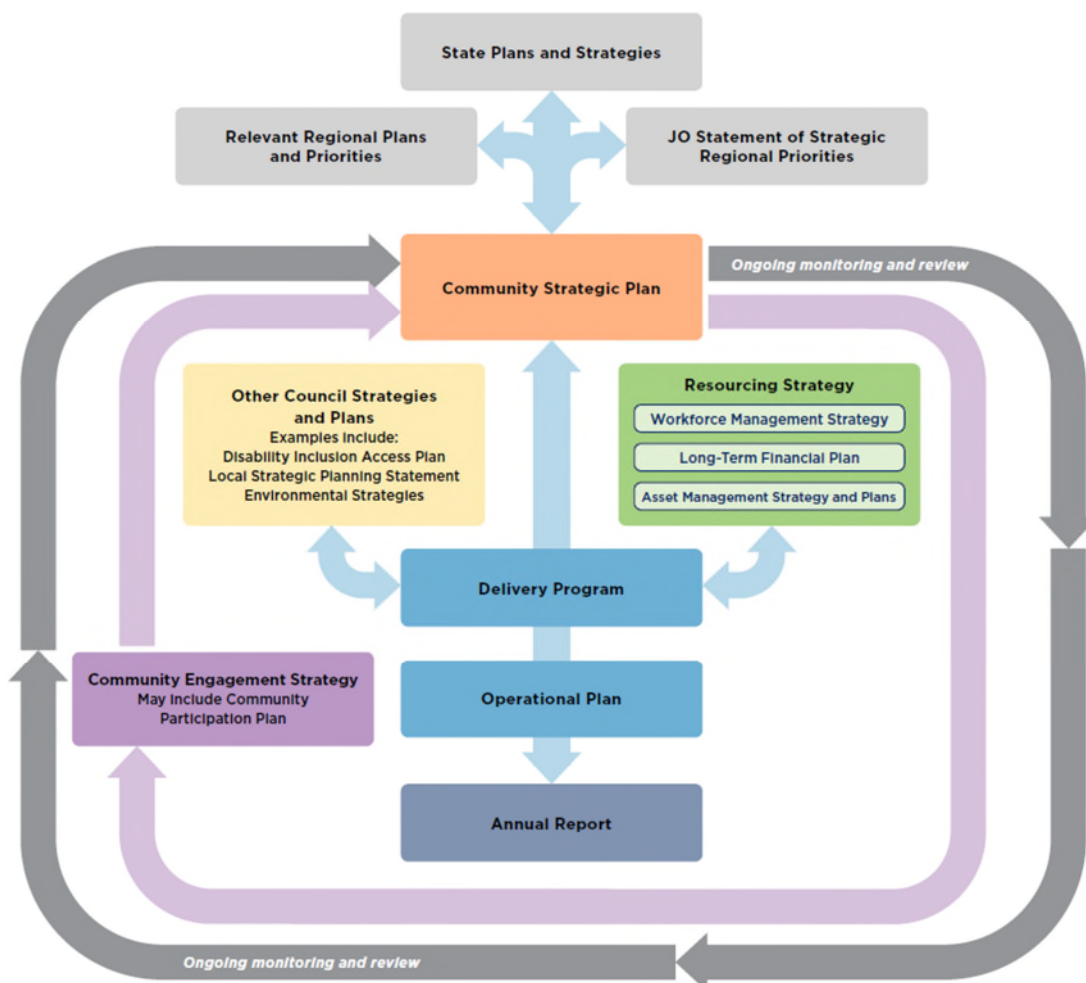 State Plans and Strategies
Relevant Regional Plans
and Priorities
JO Statement of Strategic
Regional Priorities
Community Strategic Plan
Ongoing monitoring and review
Other Council Strategies
and Plans
Examples Include:
Disability Inclusion Access Plan
Local Strategic Planning Statement
Environmental Strategies
Resourcing Strategy
Workforce Management Strategy
Long-Term Financial Plan
Asset Management Strategy and Plans
Delivery Program
Community Engagement Strategy
May Include Community
Participation Plan
Operational Plan
Annual Report
Ongoing monitoring and review